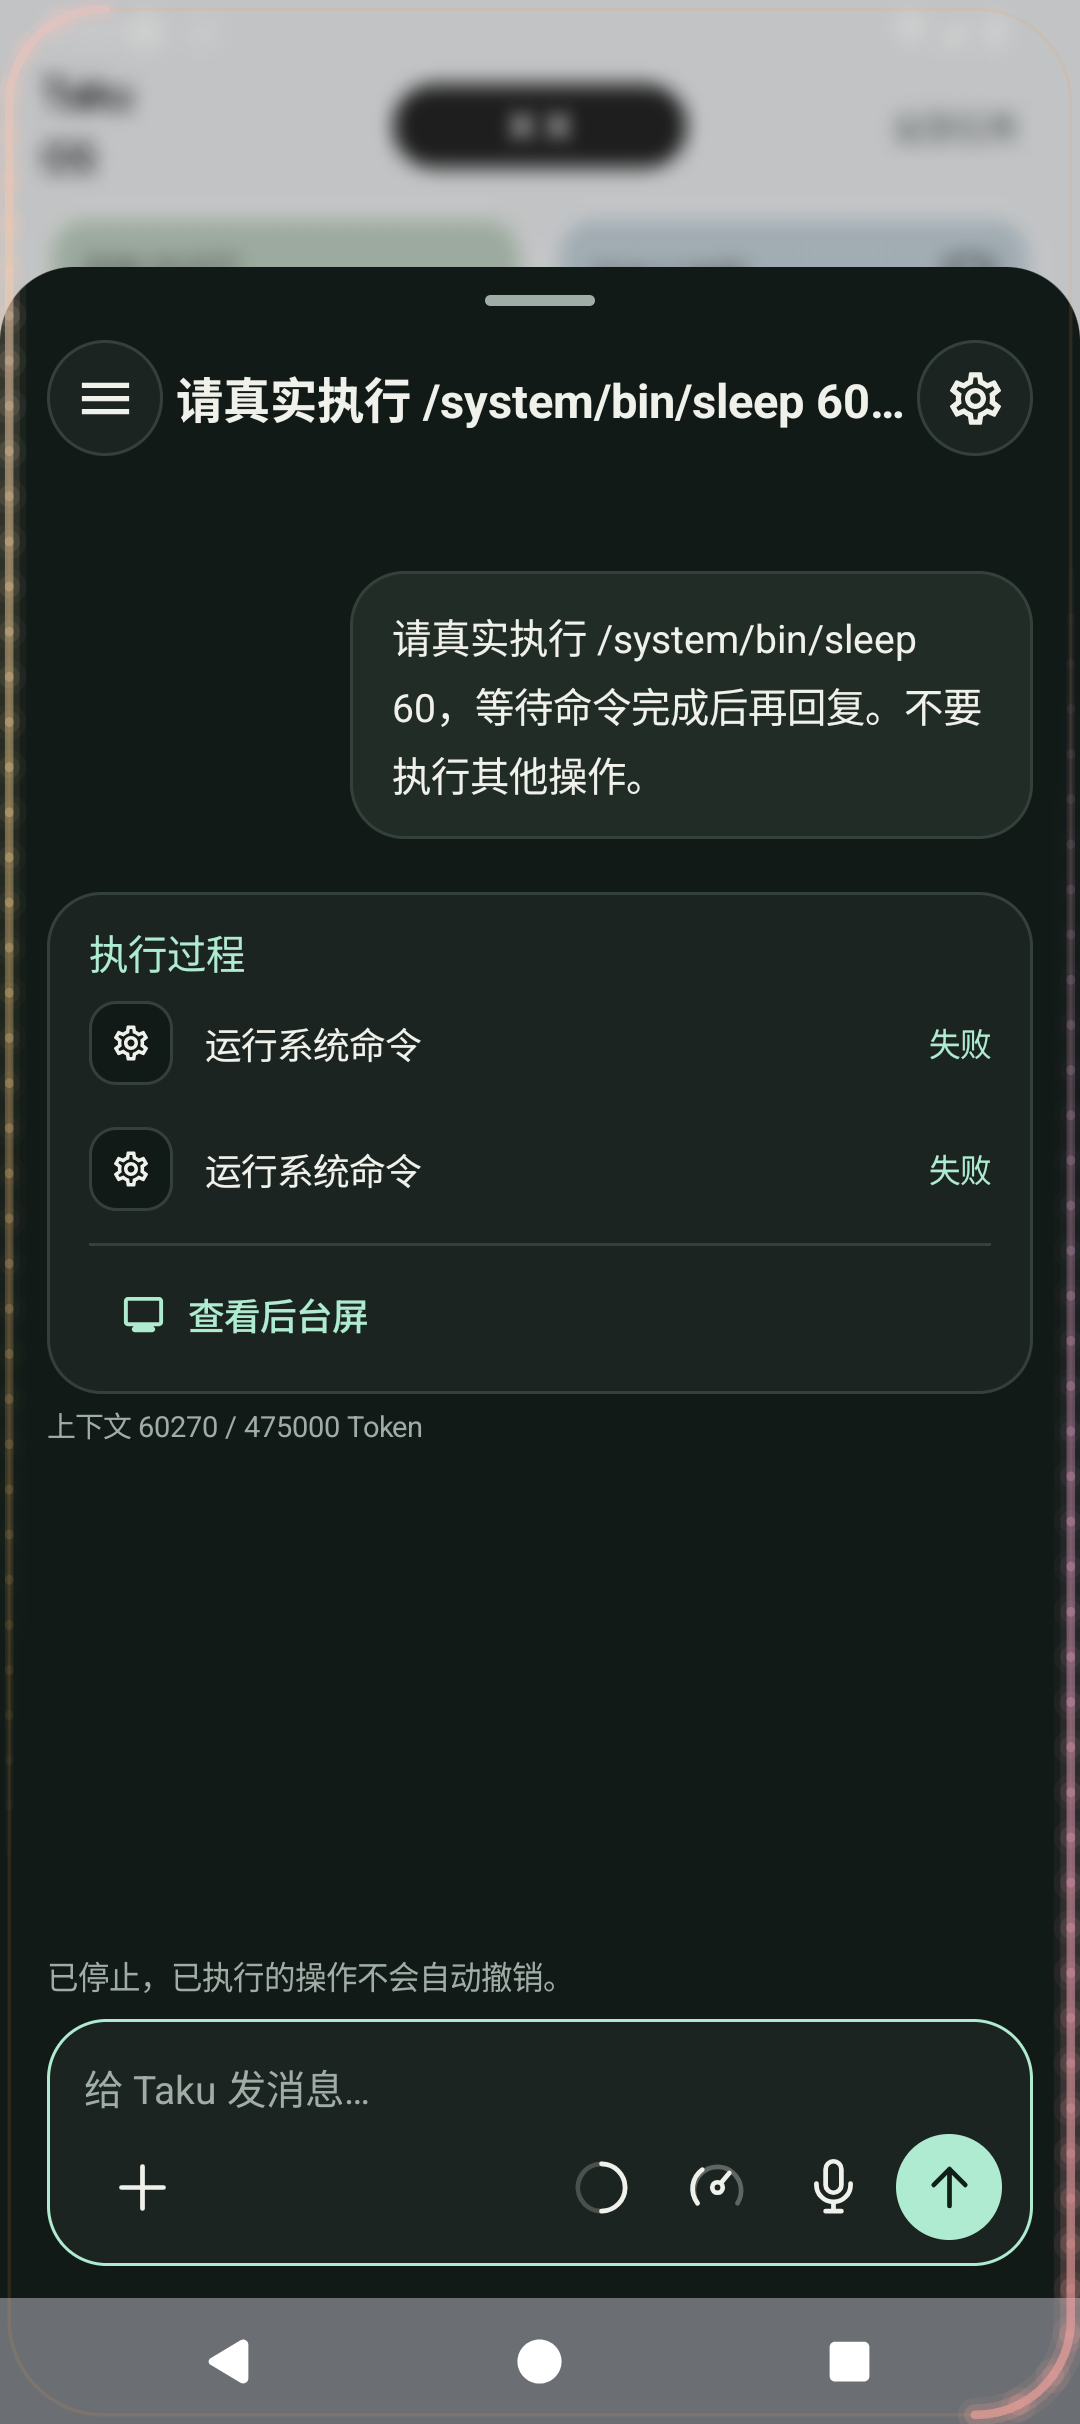 Taku
OS
请真实执行 /system/bin/sleep 60...
请真实执行 /system/bin/sleep
60，等待命令完成后再回复。不要
执行其他操作。
执行过程
运行系统命令 失败
运行系统命令 失败
查看后台屏
上下文 60270 / 475000 Token
已停止，已执行的操作不会自动撤销。
给 Taku 发消息...